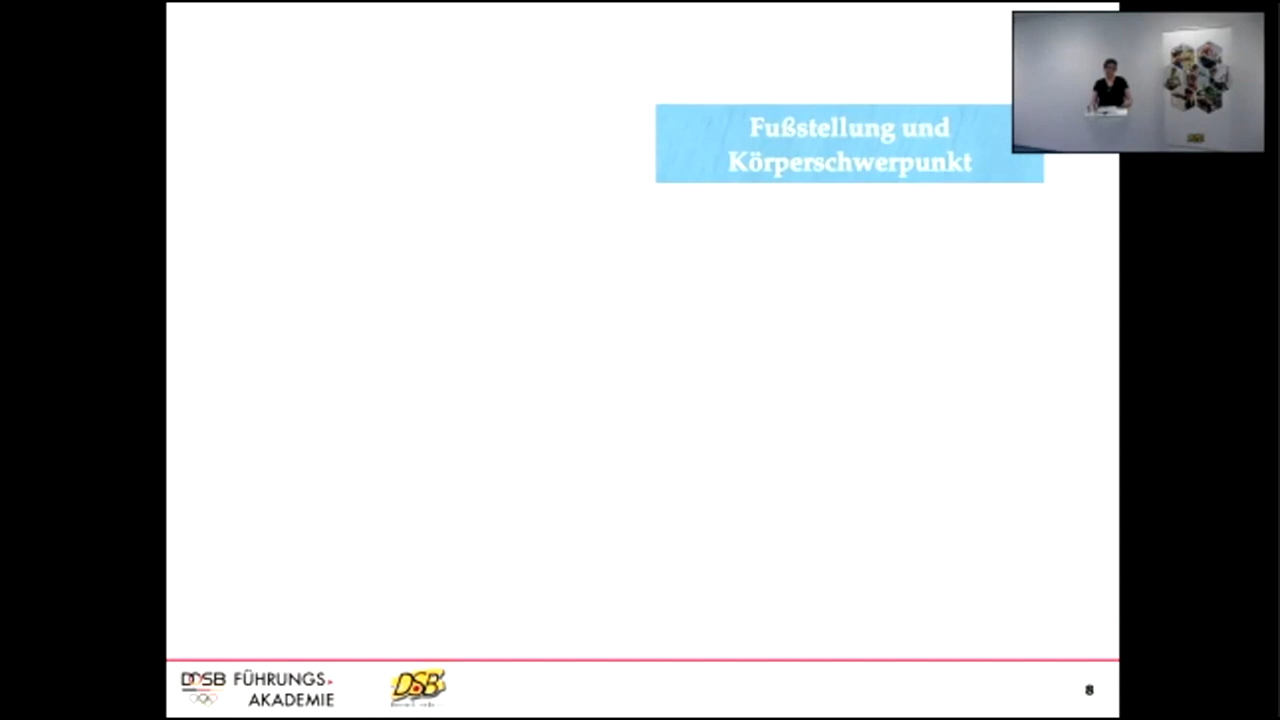 Fußstellung und
Körperschwerpunkt
DOSB FÜHRUNGS
AKADEMIE
DSB
8